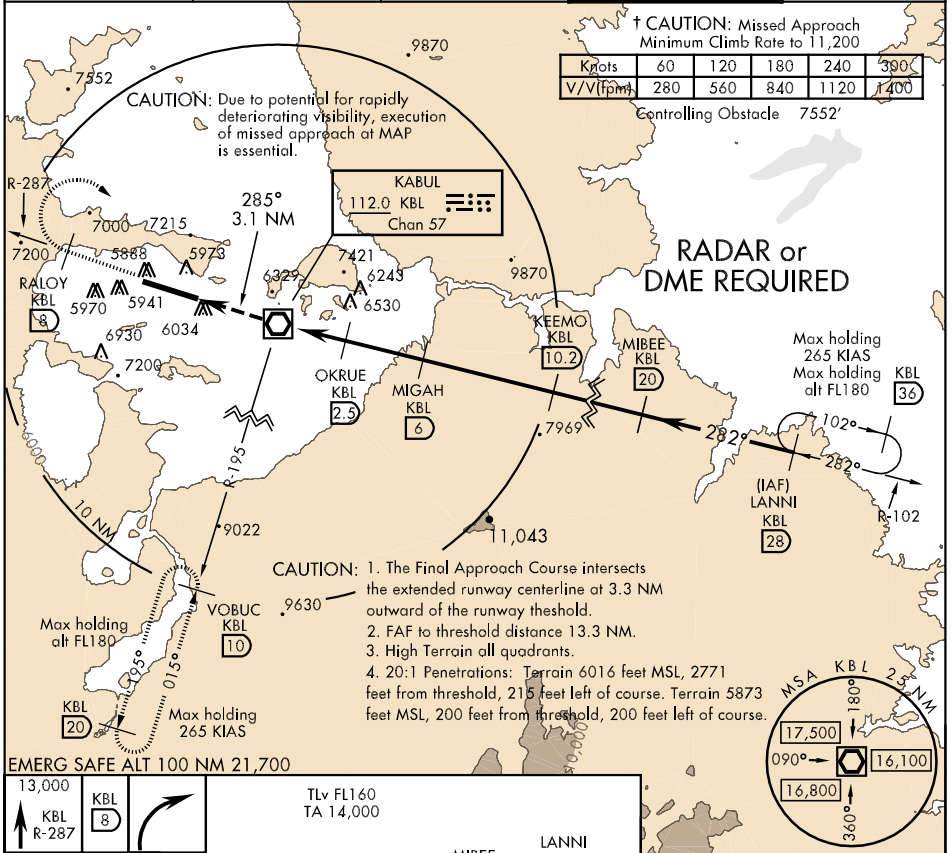 † CAUTION: Missed Approach
Minimum Climb Rate to 11,200
Knots 60 120 180 240 300
V/V(fpm) 280 560 840 1120 1400
Controlling Obstacle 7552'
9870
7552
CAUTION: Due to potential for rapidly
deteriorating visibility, execution
of missed approach at MAP
is essential.
R-287
285°
3.1 NM
KABUL
112.0 KBL
Chan 57
RADAR or
DME REQUIRED
7000
7215
7200
5888
5973
7421
6329
6243
9870
RALOY
KBL
8
5970
5941
6034
6530
6930
7200
KEEMO
KBL
10.2
MIBEE
KBL
20
Max holding
265 KIAS
Max holding
alt FL180
KBL
36
OKRUE
KBL
2.5
MIGAH
KBL
6
7969
282°
102°
282°
(IAF)
LANNI
KBL
28
R-102
6000
R-195
10 NM
9022
11,043
CAUTION: 1. The Final Approach Course intersects
the extended runway centerline at 3.3 NM
outward of the runway theshold.
2. FAF to threshold distance 13.3 NM.
3. High Terrain all quadrants.
4. 20:1 Penetrations: Terrain 6016 feet MSL, 2771
feet from threshold, 215 feet left of course. Terrain 5873
feet MSL, 200 feet from threshold, 200 feet left of course.
9630
VOBUC
KBL
10
Max holding
alt FL180
195°
015°
KBL
20
Max holding
265 KIAS
10,000
MSA KBL 25 NM
180°
17,500
090°
16,100
16,800
360°
EMERG SAFE ALT 100 NM 21,700
13,000
KBL
R-287
KBL
8
TLv FL160
TA 14,000
MIBEE
LANNI